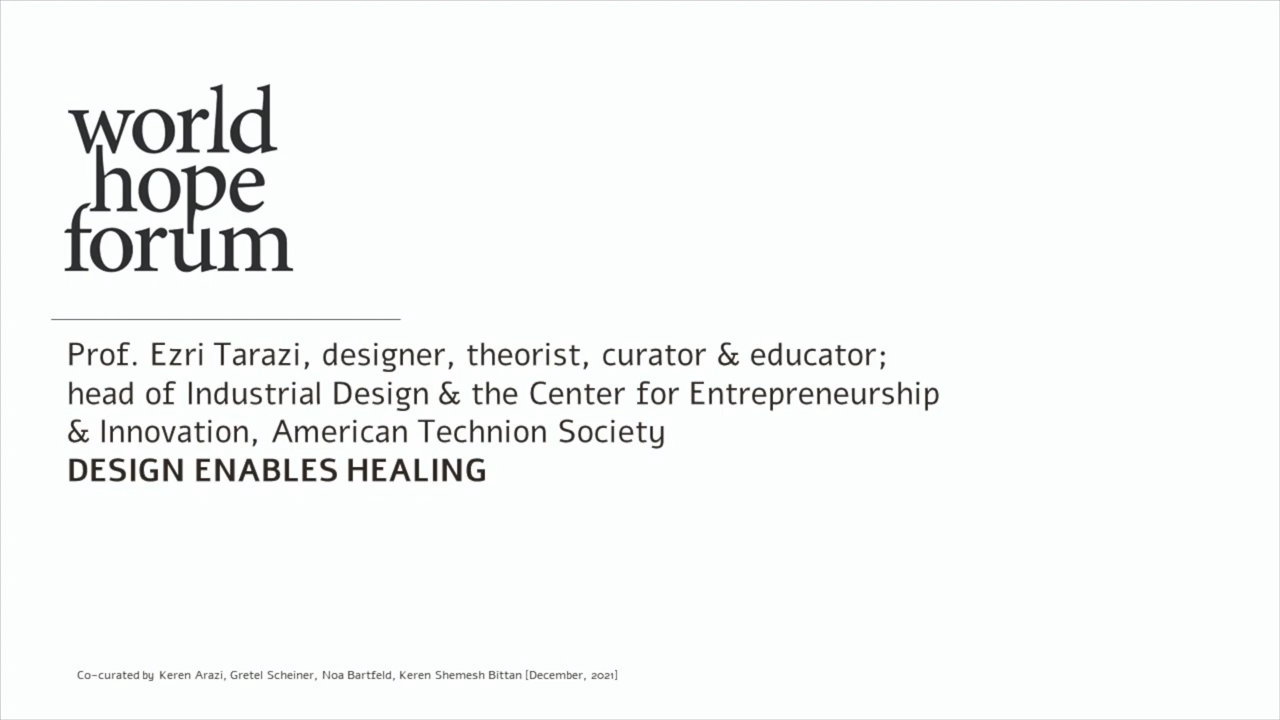 world
hope
forum
Prof. Ezri Tarazi, designer, theorist, curator & educator;
head of Industrial Design & the Center for Entrepreneurship
& Innovation, American Technion Society
DESIGN ENABLES HEALING
Co-curated by Keren Arazi, Gretel Scheiner, Noa Bartfeld, Keren Shemesh Bittan [December, 2021]